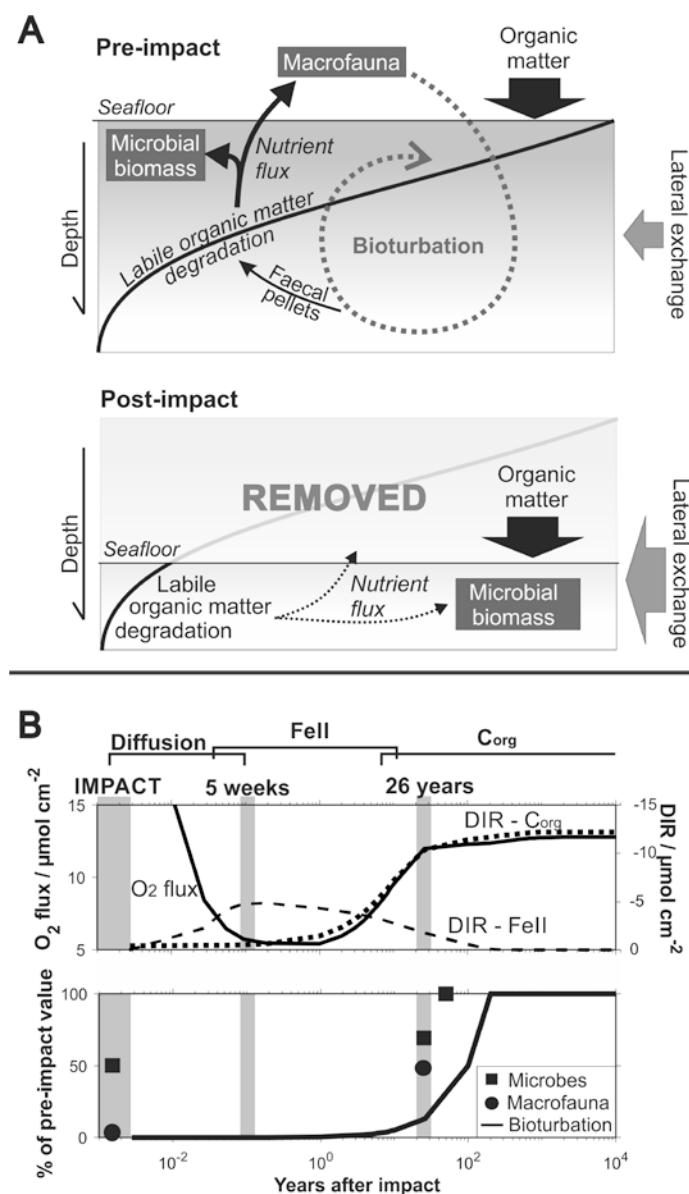 A
Pre-impact
Macrofauna
Organic
matter
Seafloor
Microbial
biomass
Nutrient
flux
Labile organic matter
degradation
Bioturbation
Faecal
pellets
Depth
Lateral exchange
Post-impact
REMOVED
Organic
matter
Seafloor
Labile
organic matter
degradation
Nutrient
flux
Microbial
biomass
Depth
Lateral exchange
B
Diffusion
FeII
Corg
IMPACT
5 weeks
26 years
O2 flux / μmol cm-2
15
10
5
O2 flux
DIR - Corg
DIR - FeII
-15
-10
-5
0
DIR / μmol cm-2
% of pre-impact value
100
50
0
Microbes
Macrofauna
Bioturbation
10-2
100
102
104
Years after impact